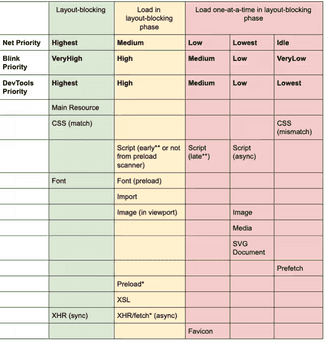 Layout-blocking
Load in
layout-blocking
phase
Load one-at-a-time in layout-blocking
phase
Net Priority
Highest
Medium
Low
Lowest
Idle
Blink
Priority
VeryHigh
High
Medium
Low
VeryLow
DevTools
Priority
Highest
High
Medium
Low
Lowest
Main Resource
CSS (match)
CSS
(mismatch)
Script (early** or not
from preload
scanner)
Script
(late**)
Script
(async)
Font
Font (preload)
Import
Image (in viewport)
Image
Media
SVG
Document
Prefetch
Preload*
XSL
XHR (sync)
XHR/fetch* (async)
Favicon